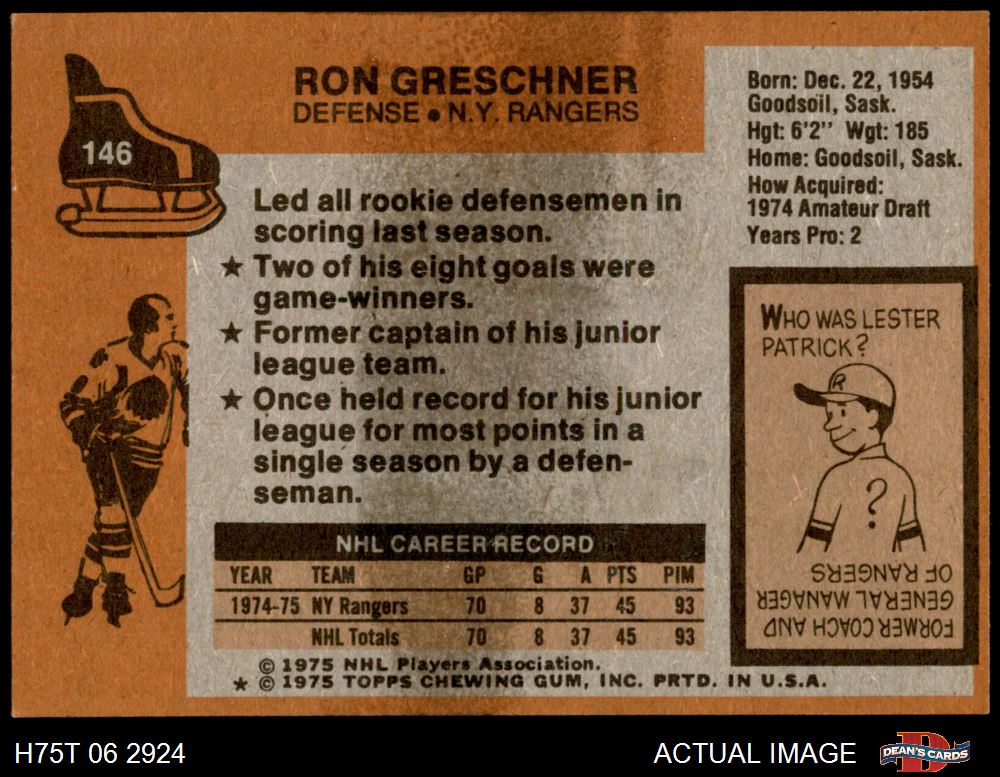 146
RON GRESCHNER
DEFENSE • N.Y. RANGERS
Led all rookie defensemen in
scoring last season.
★ Two of his eight goals were
game-winners.
★ Former captain of his junior
league team.
★ Once held record for his junior
league for most points in a
single season by a defen-
seman.
Born: Dec. 22, 1954
Goodsoil, Sask.
Hgt: 6'2" Wgt: 185
Home: Goodsoil, Sask.
How Acquired:
1974 Amateur Draft
Years Pro: 2
WHO WAS LESTER
PATRICK?
R
?
FORMER COACH AND
GENERAL MANAGER
OF RANGERS
NHL CAREER RECORD
YEAR TEAM GP G A PTS PIM
1974-75 NY Rangers 70 8 37 45 93
NHL Totals 70 8 37 45 93
© 1975 NHL Players Association.
★ © 1975 TOPPS CHEWING GUM, INC. PRTD. IN U.S.A.
H75T 06 2924
ACTUAL IMAGE
D
DEAN'S CARDS